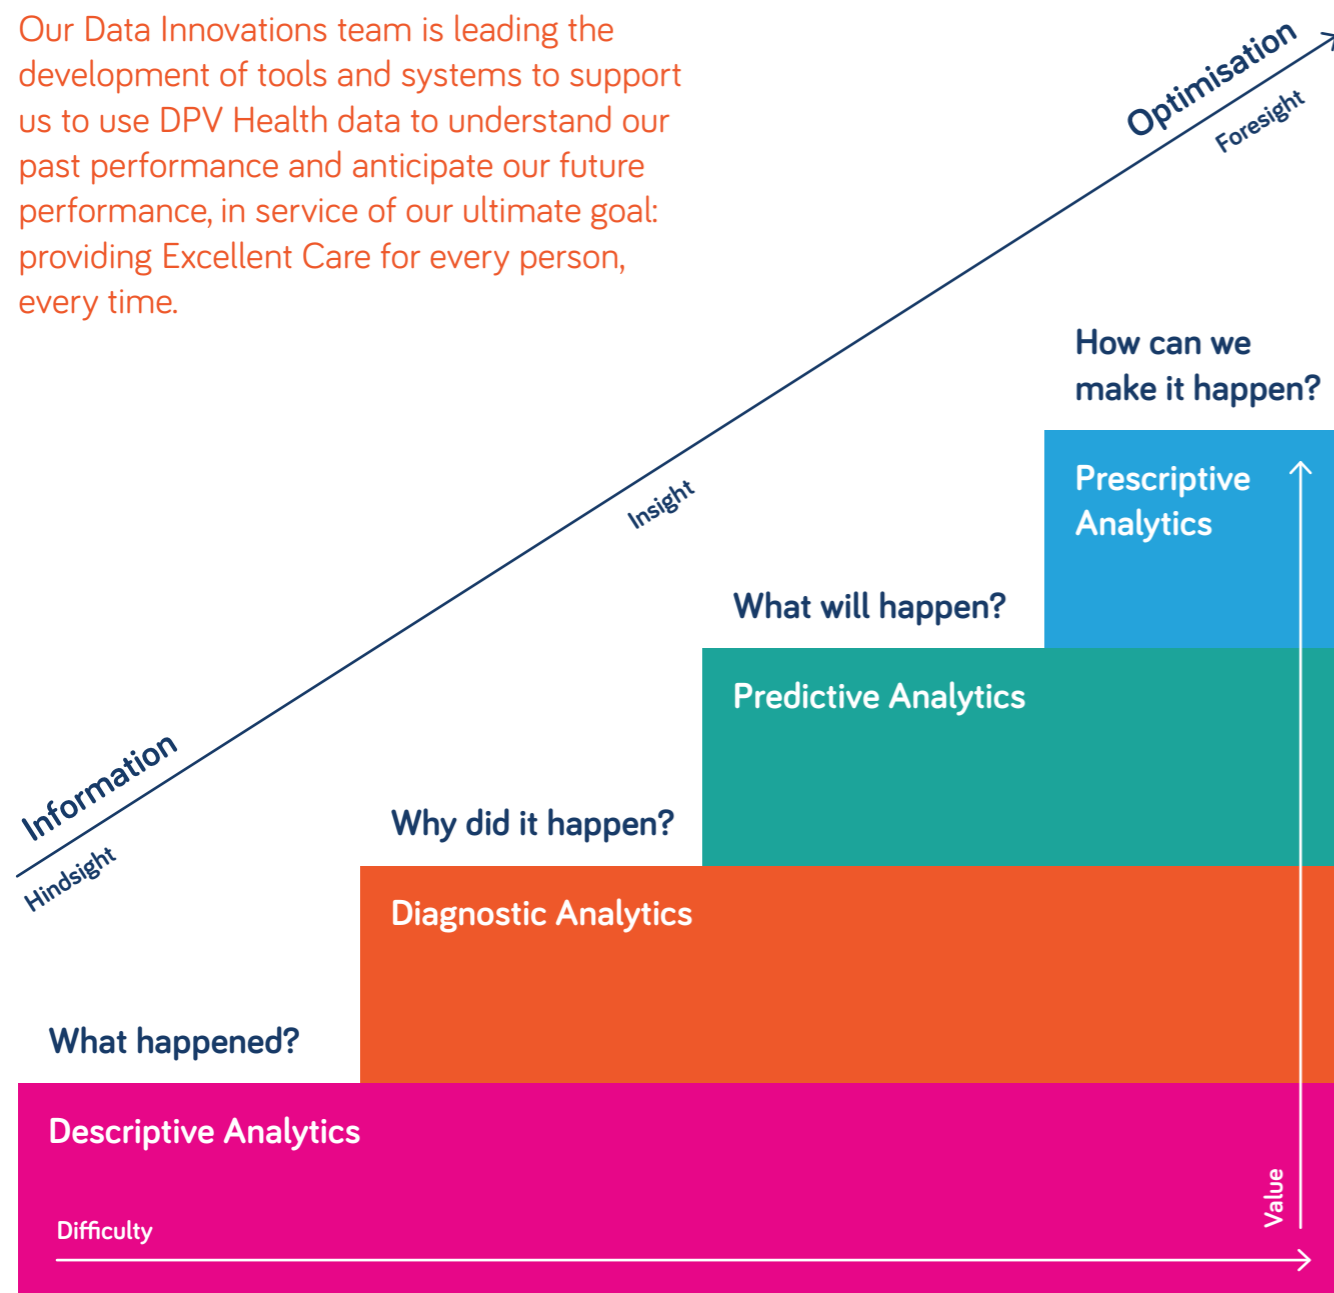 Our Data Innovations team is leading the
development of tools and systems to support
us to use DPV Health data to understand our
past performance and anticipate our future
performance, in service of our ultimate goal:
providing Excellent Care for every person,
every time.
Optimisation
Foresight
How can we
make it happen?
Prescriptive
Analytics
Insight
What will happen?
Predictive Analytics
Information
Hindsight
Why did it happen?
Diagnostic Analytics
What happened?
Descriptive Analytics
Difficulty
Value